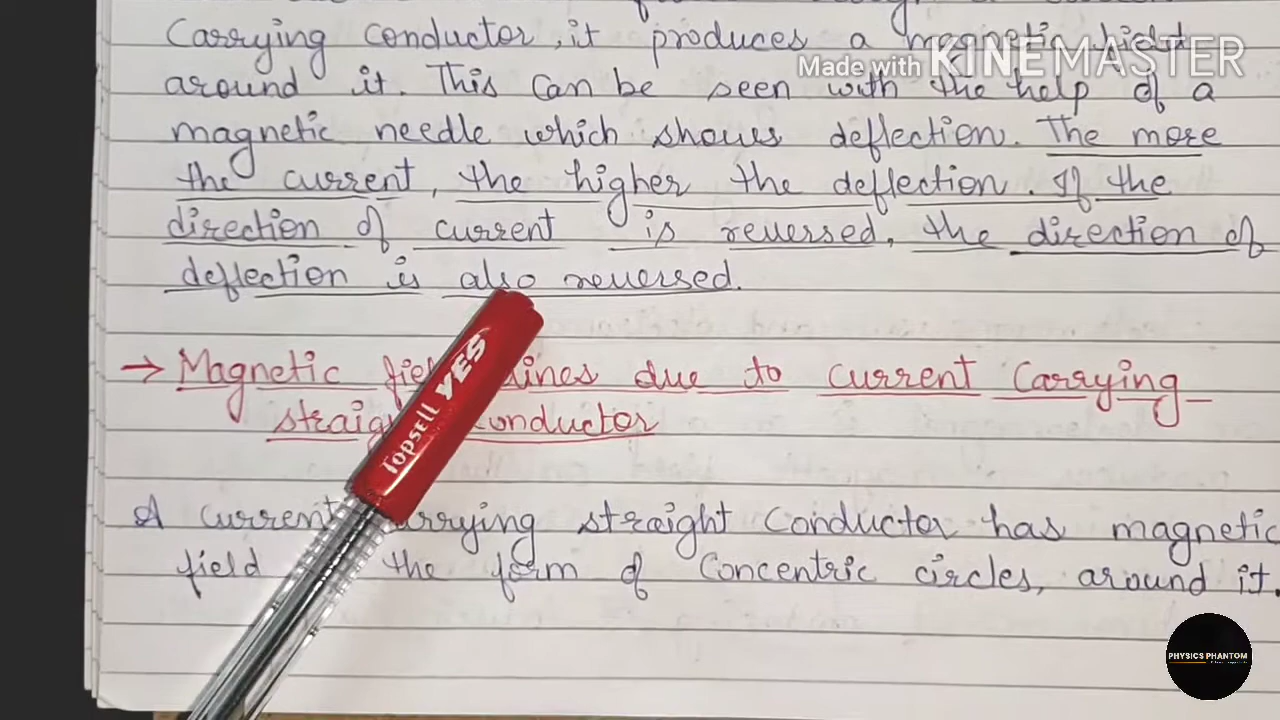 Carrying conductor, it produces a magnetic field
Made with KINEMASTER
around it. This can be seen with the help of a
magnetic needle which shows deflection. The more
the current, the higher the deflection. If the
direction of current is reversed, the direction of
deflection is also reversed.
→ Magnetic lines due to current carrying
conductor
Topsell YES
A current carrying straight conductor has magnetic
field the form of concentric circles, around it.
PHYSICS PHANTOM